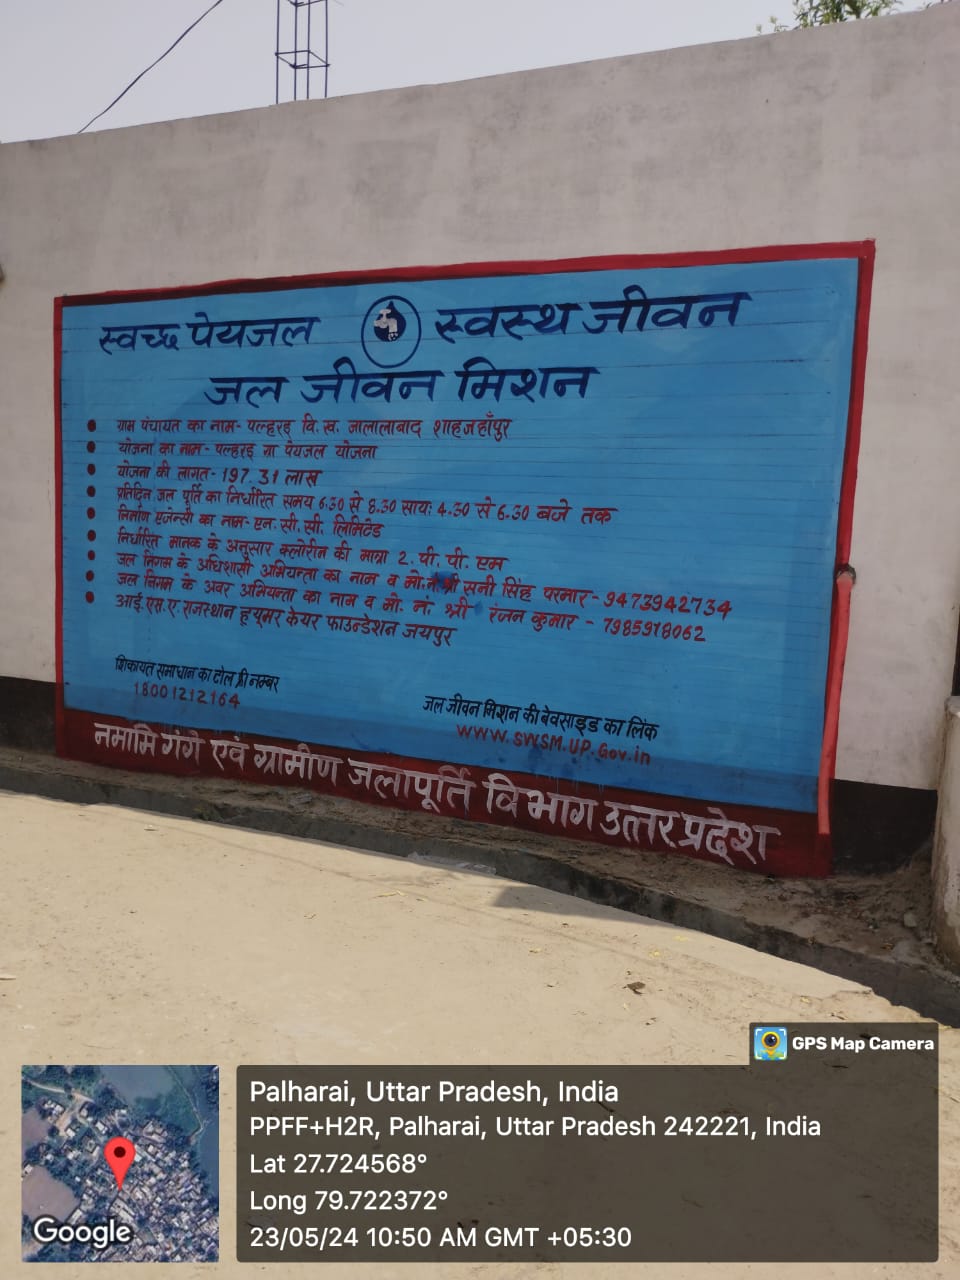 स्वच्छ पेयजल स्वस्थ जीवन
जल जीवन मिशन
ग्राम पंचायत का नाम- पल्हरई वि.ख. जालालाबाद शाहजहाँपुर
योजना का नाम- पल्हरई ग्रा पेयजल योजना
योजना की लागत- 197.31 लाख
प्रतिदिन जल पूर्ति का निर्धारित समय 6.30 से 8.30 सायः 4.30 से 6.30 बजे तक
निर्माण एजेन्सी का नाम- एन. सी. सी. लिमिटेड
निर्धारित मानक के अनुसार क्लोरीन की मात्रा 2. पी. पी. एम
जल निगम के अधिशासी अभियन्ता का नाम व मो.नं. श्री सनी सिंह परमार - 9473942734
जल निगम के अवर अभियन्ता का नाम व मो. नं. श्री रंजन कुमार - 7985918062
आई.एस.ए. राजस्थान ह्यूमर केयर फाउन्डेशन जयपुर
शिकायत समाधान का टोल फ्री नम्बर
18001212164
जल जीवन मिशन की बेवसाइड का लिंक
www.swsm.up.Gov.in
नमामि गंगे एवं ग्रामीण जलापूर्ति विभाग उत्तर प्रदेश
GPS Map Camera
Palharai, Uttar Pradesh, India
PPFF+H2R, Palharai, Uttar Pradesh 242221, India
Lat 27.724568°
Long 79.722372°
23/05/24 10:50 AM GMT +05:30
Google